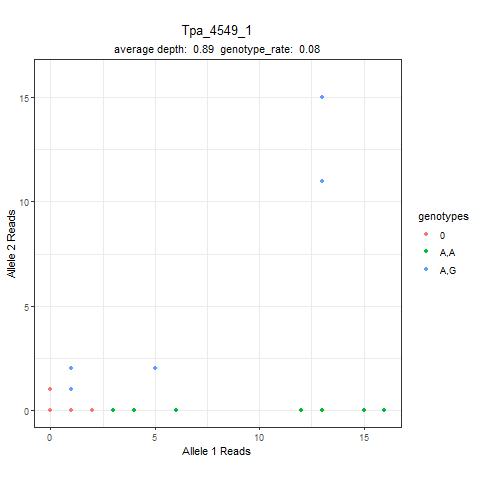 Tpa_4549_1
average depth:  0.89  genotype_rate:  0.08
15
10
5
0
Allele 2 Reads
0 5 10 15
Allele 1 Reads
genotypes
0
A,A
A,G